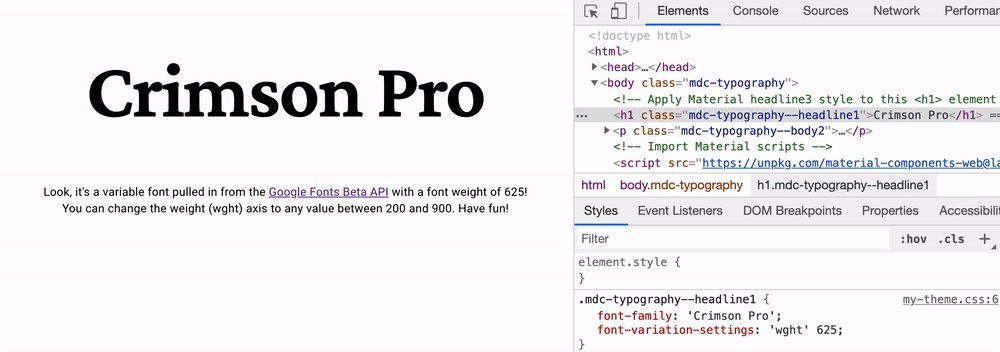 Crimson Pro
Look, it's a variable font pulled in from the Google Fonts Beta API with a font weight of 625!
You can change the weight (wght) axis to any value between 200 and 900. Have fun!
Elements Console Sources Network Performan
<!doctype html>
<html>
▶<head>…</head>
▼<body class="mdc-typography">
<!-- Apply Material headline3 style to this <h1> element
…<h1 class="mdc-typography--headline1">Crimson Pro</h1> ==
▶<p class="mdc-typography--body2">…</p>
<!-- Import Material scripts -->
<script src="https://unpkg.com/material-components-web@la
html body.mdc-typography h1.mdc-typography--headline1
Styles Event Listeners DOM Breakpoints Properties Accessibili
Filter :hov .cls +
element.style {
}
.mdc-typography--headline1 { my-theme.css:6
font-family: 'Crimson Pro';
font-variation-settings: 'wght' 625;
}